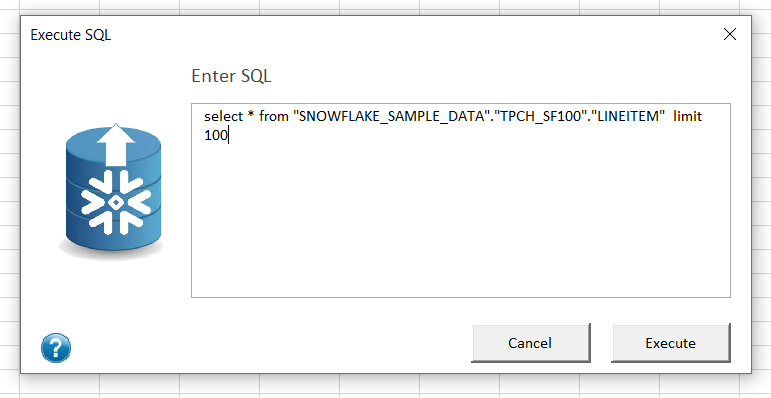 Execute SQL
Enter SQL
select * from "SNOWFLAKE_SAMPLE_DATA"."TPCH_SF100"."LINEITEM"  limit
100
?
Cancel
Execute